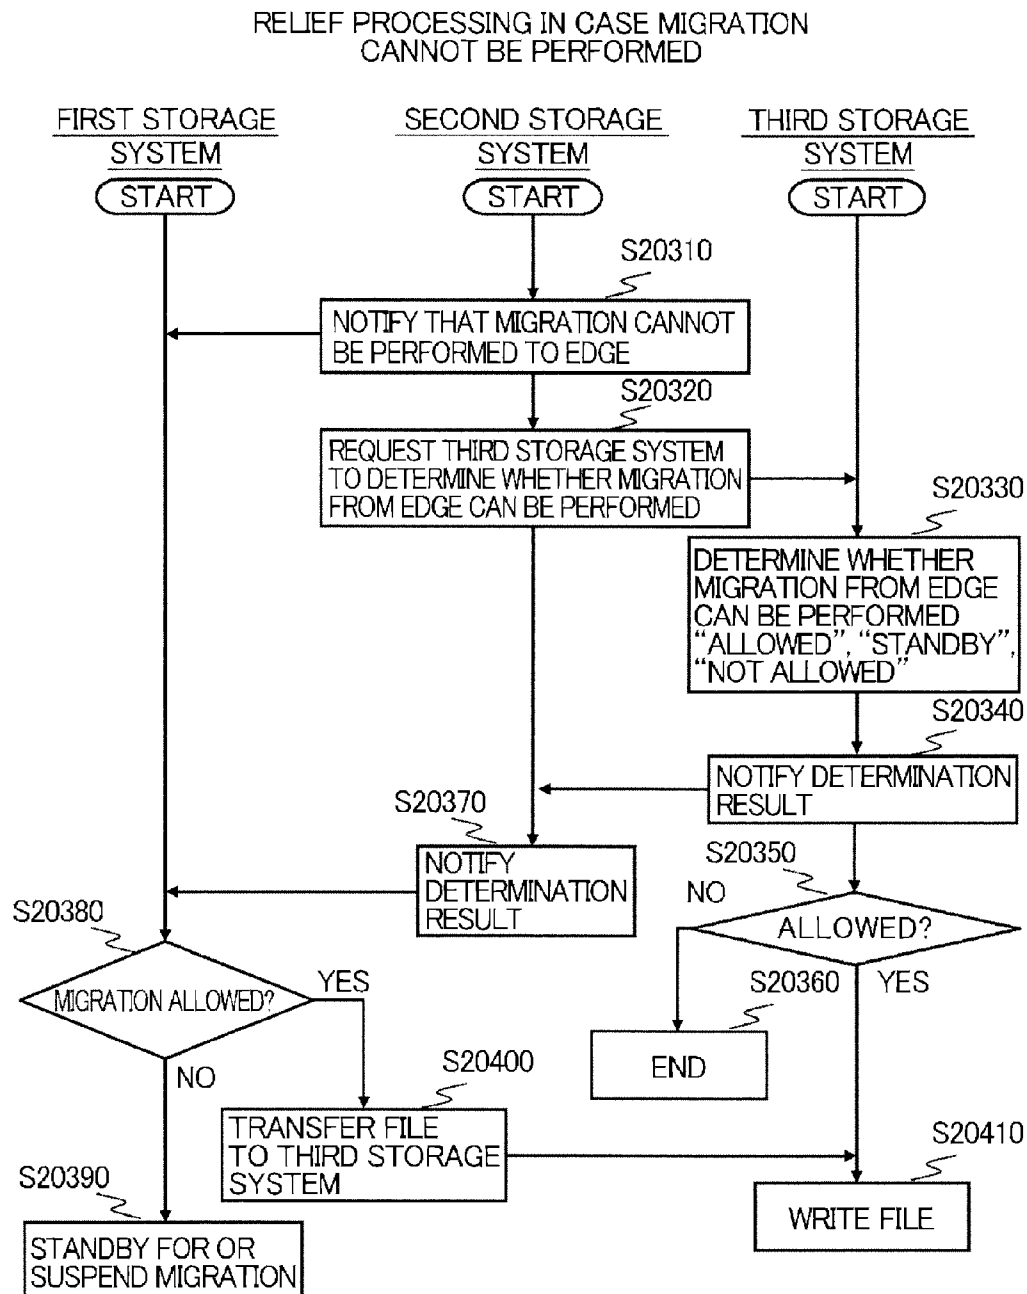 RELIEF PROCESSING IN CASE MIGRATION
CANNOT BE PERFORMED
FIRST STORAGE
SYSTEM
SECOND STORAGE
SYSTEM
THIRD STORAGE
SYSTEM
START
START
START
S20310
NOTIFY THAT MIGRATION CANNOT
BE PERFORMED TO EDGE
S20320
REQUEST THIRD STORAGE SYSTEM
TO DETERMINE WHETHER MIGRATION
FROM EDGE CAN BE PERFORMED
S20330
DETERMINE WHETHER
MIGRATION FROM EDGE
CAN BE PERFORMED
“ALLOWED”, “STANDBY”,
“NOT ALLOWED”
S20340
NOTIFY DETERMINATION
RESULT
S20370
NOTIFY
DETERMINATION
RESULT
S20350
NO
ALLOWED?
YES
S20360
END
S20380
MIGRATION ALLOWED?
YES
NO
S20400
TRANSFER FILE
TO THIRD STORAGE
SYSTEM
S20410
WRITE FILE
S20390
STANDBY FOR OR
SUSPEND MIGRATION